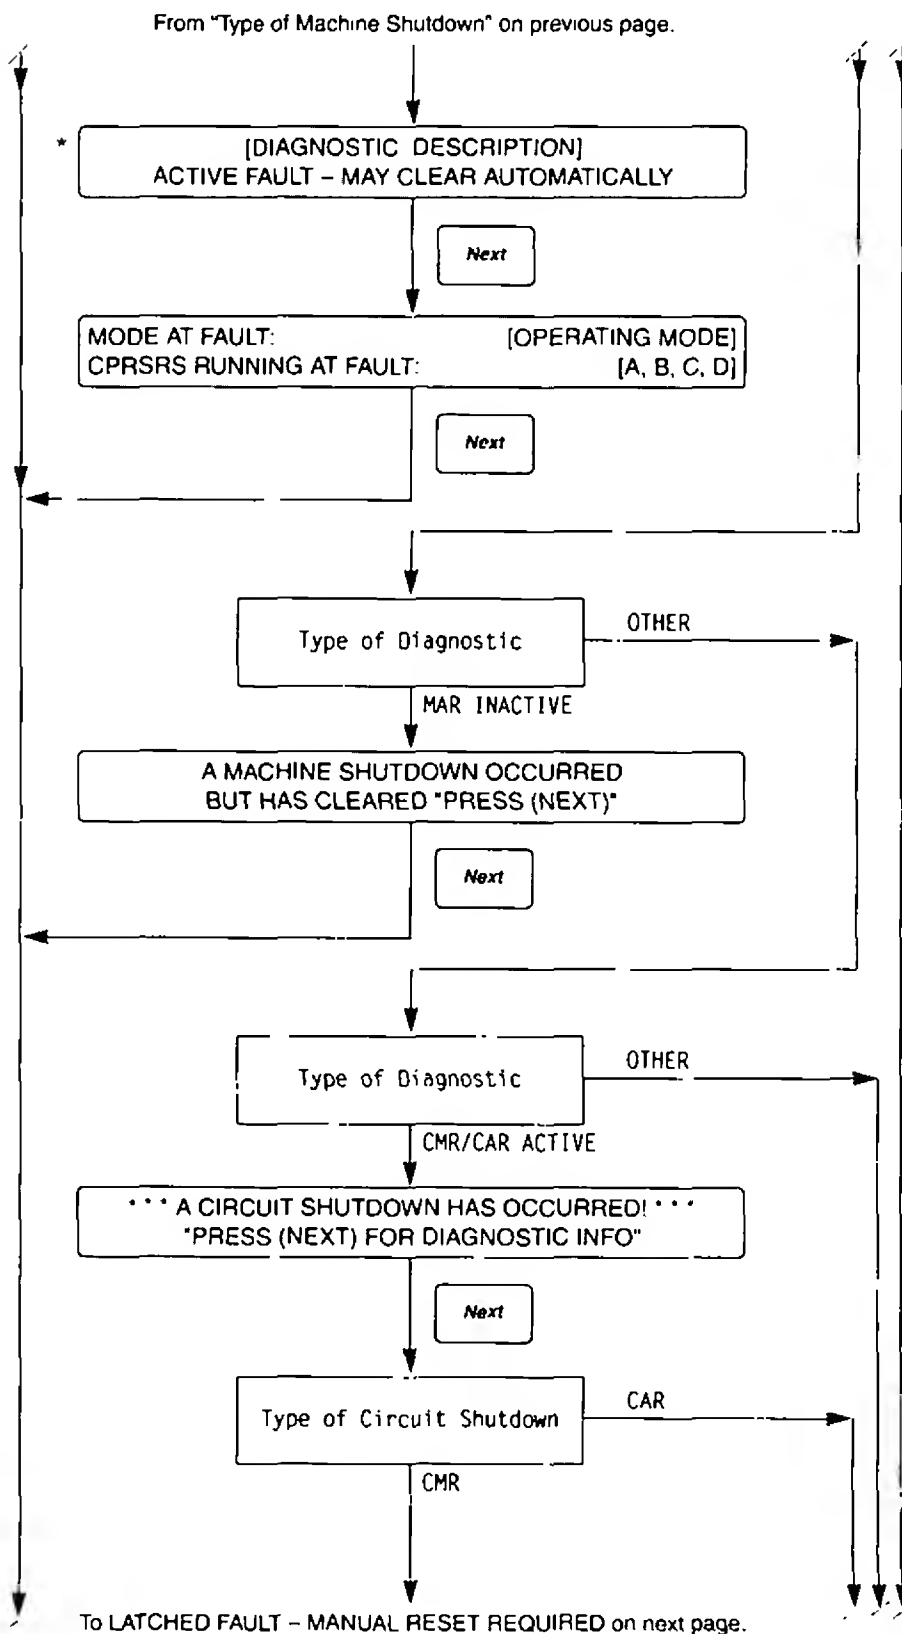 From "Type of Machine Shutdown" on previous page.
*
[DIAGNOSTIC DESCRIPTION]
ACTIVE FAULT – MAY CLEAR AUTOMATICALLY
Next
MODE AT FAULT: [OPERATING MODE]
CPRSRS RUNNING AT FAULT: [A, B, C, D]
Next
Type of Diagnostic
OTHER
MAR INACTIVE
A MACHINE SHUTDOWN OCCURRED
BUT HAS CLEARED "PRESS (NEXT)"
Next
Type of Diagnostic
OTHER
CMR/CAR ACTIVE
* * * A CIRCUIT SHUTDOWN HAS OCCURRED! * * *
"PRESS (NEXT) FOR DIAGNOSTIC INFO"
Next
Type of Circuit Shutdown
CAR
CMR
To LATCHED FAULT – MANUAL RESET REQUIRED on next page.